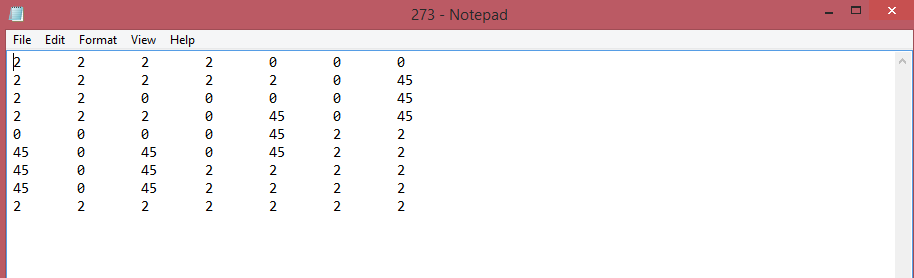 273 - Notepad
File Edit Format View Help
2 2 2 2 0 0 0
2 2 2 2 2 0 45
2 2 0 0 0 0 45
2 2 2 0 45 0 45
0 0 0 0 45 2 2
45 0 45 0 45 2 2
45 0 45 2 2 2 2
45 0 45 2 2 2 2
2 2 2 2 2 2 2